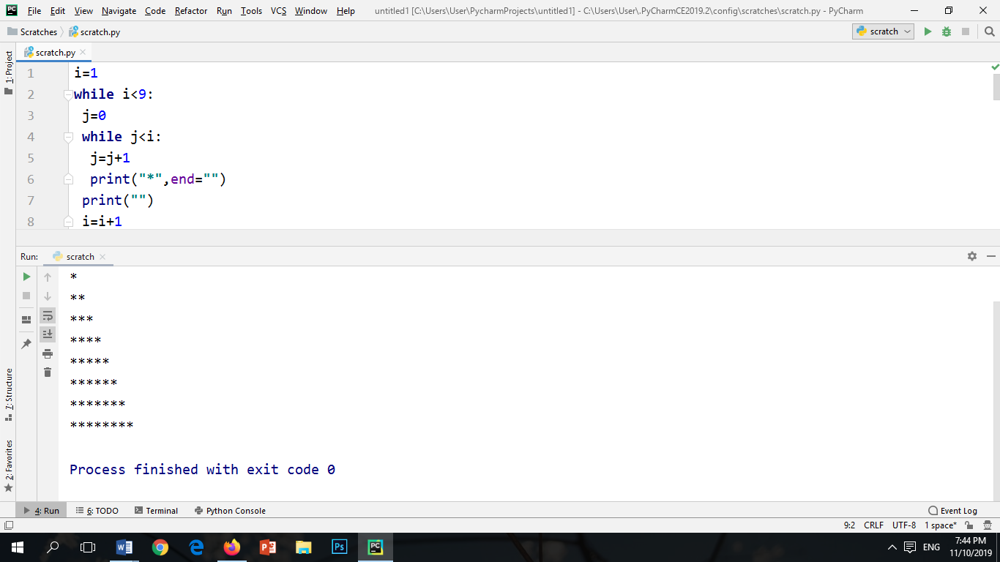 PC File Edit View Navigate Code Refactor Run Tools VCS Window Help untitled1 [C:\Users\User\PycharmProjects\untitled1] - C:\Users\User\.PyCharmCE2019.2\config\scratches\scratch.py - PyCharm
Scratches scratch.py scratch
1: Project
scratch.py
1 i=1
2 while i<9:
3  j=0
4  while j<i:
5   j=j+1
6   print("*",end="")
7  print("")
8  i=i+1
Run: scratch
*
**
***
****
*****
******
*******
********
Process finished with exit code 0
7: Structure
2: Favorites
4: Run 6: TODO Terminal Python Console Event Log
9:2 CRLF UTF-8 1 space*
W P Ps PC ENG 7:44 PM
11/10/2019